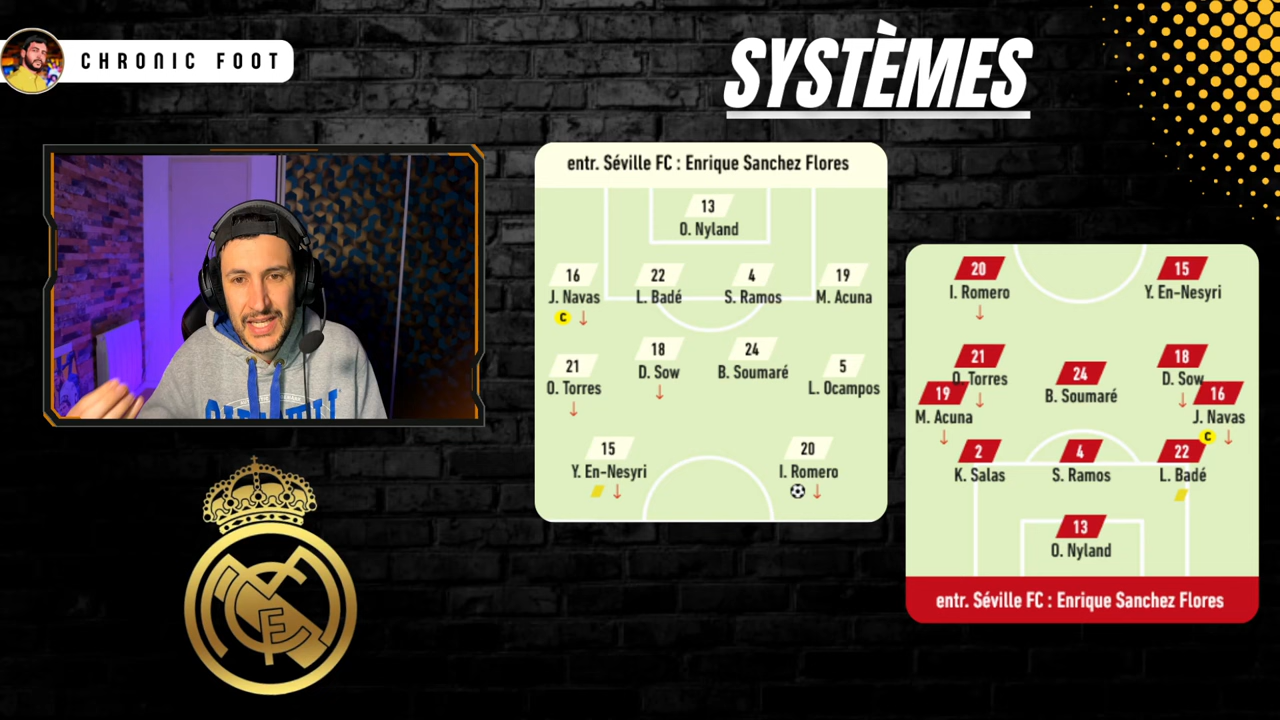 CHRONIC FOOT
SYSTÈMES
entr. Séville FC : Enrique Sanchez Flores
13
O. Nyland
16
J. Navas
C
22
L. Badé
4
S. Ramos
19
M. Acuna
21
O. Torres
18
D. Sow
24
B. Soumaré
5
L. Ocampos
15
Y. En-Nesyri
20
I. Romero
20
I. Romero
15
Y. En-Nesyri
21
O. Torres
24
B. Soumaré
18
D. Sow
19
M. Acuna
16
J. Navas
C
2
K. Salas
4
S. Ramos
22
L. Badé
13
O. Nyland
entr. Séville FC : Enrique Sanchez Flores